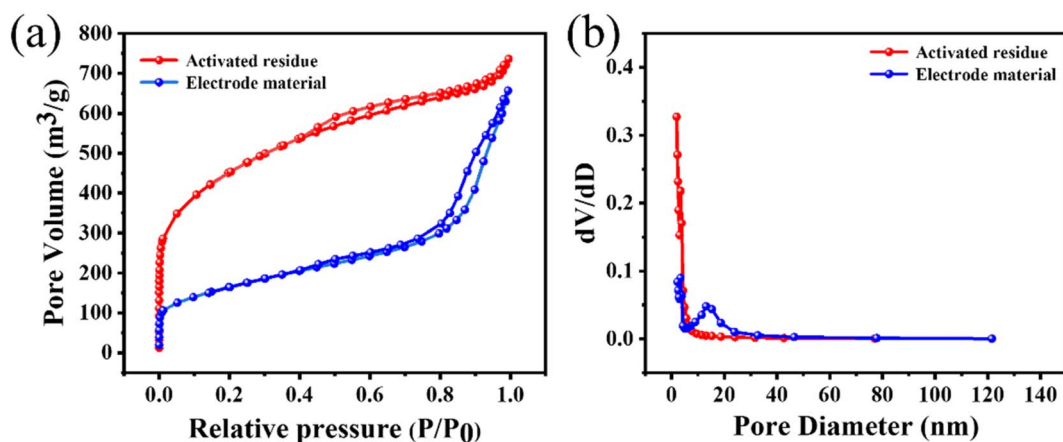 (a)
Pore Volume (m³/g)
800
700
600
500
400
300
200
100
0
Activated residue
Electrode material
0.0 0.2 0.4 0.6 0.8 1.0
Relative pressure (P/P0)
(b)
dV/dD
0.4
0.3
0.2
0.1
0.0
Activated residue
Electrode material
0 20 40 60 80 100 120 140
Pore Diameter (nm)